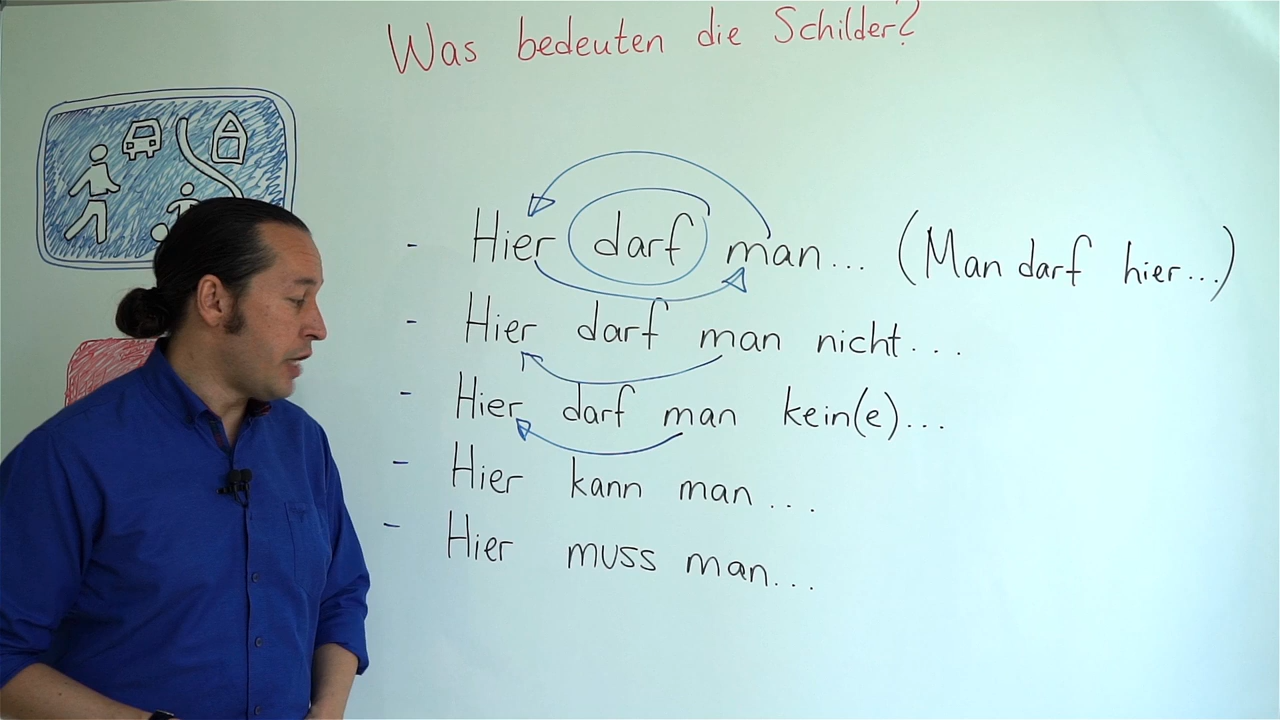 Was bedeuten die Schilder?
- Hier darf man... (Man darf hier...)
- Hier darf man nicht...
- Hier darf man kein(e)...
- Hier kann man...
- Hier muss man...